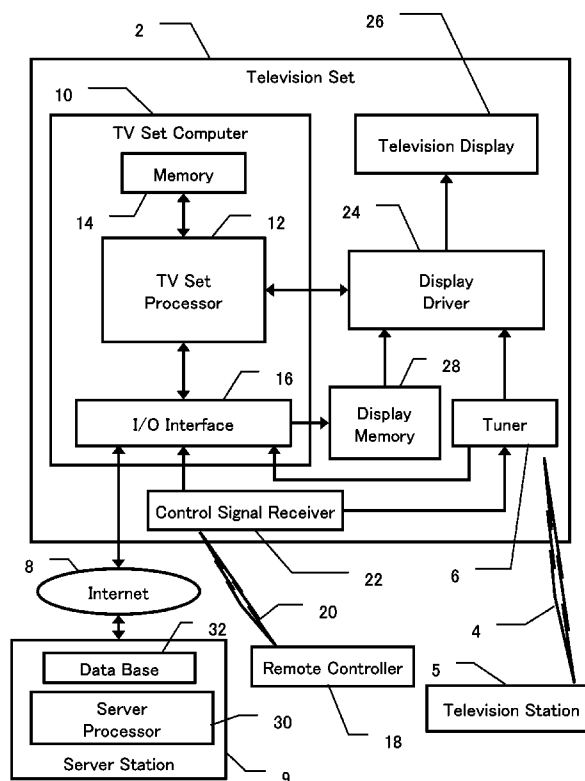 2
26
Television Set
10
TV Set Computer
Television Display
Memory
14
12
24
TV Set
Processor
Display
Driver
16
28
I/O Interface
Display
Memory
Tuner
Control Signal Receiver
8
22
6
Internet
20
4
32
Data Base
Remote Controller
5
Server
Processor
30
18
Television Station
Server Station
9